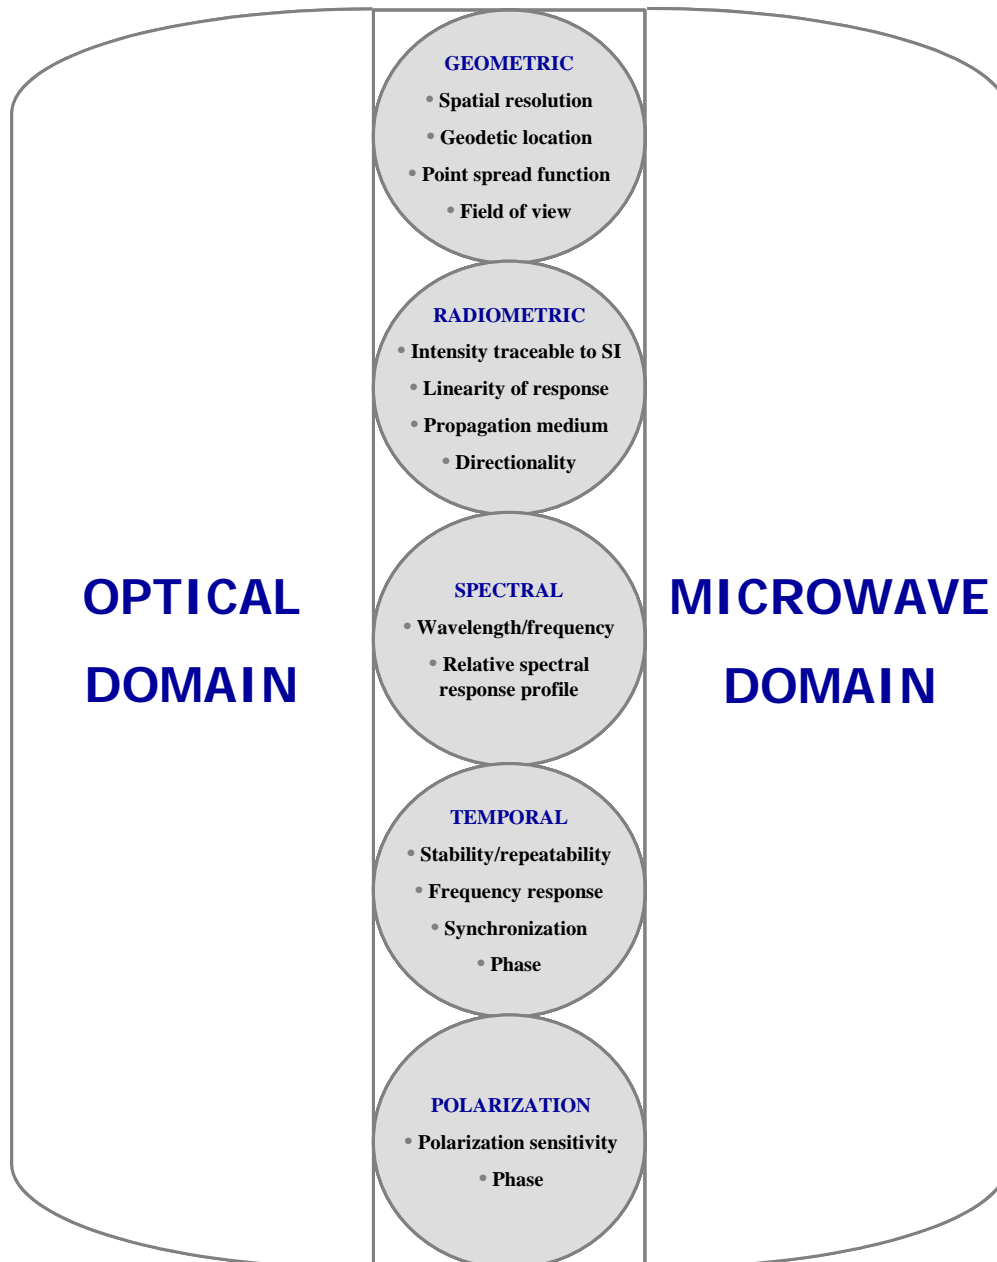 GEOMETRIC
• Spatial resolution
• Geodetic location
• Point spread function
• Field of view
RADIOMETRIC
• Intensity traceable to SI
• Linearity of response
• Propagation medium
• Directionality
OPTICAL
DOMAIN
SPECTRAL
• Wavelength/frequency
• Relative spectral
response profile
MICROWAVE
DOMAIN
TEMPORAL
• Stability/repeatability
• Frequency response
• Synchronization
• Phase
POLARIZATION
• Polarization sensitivity
• Phase